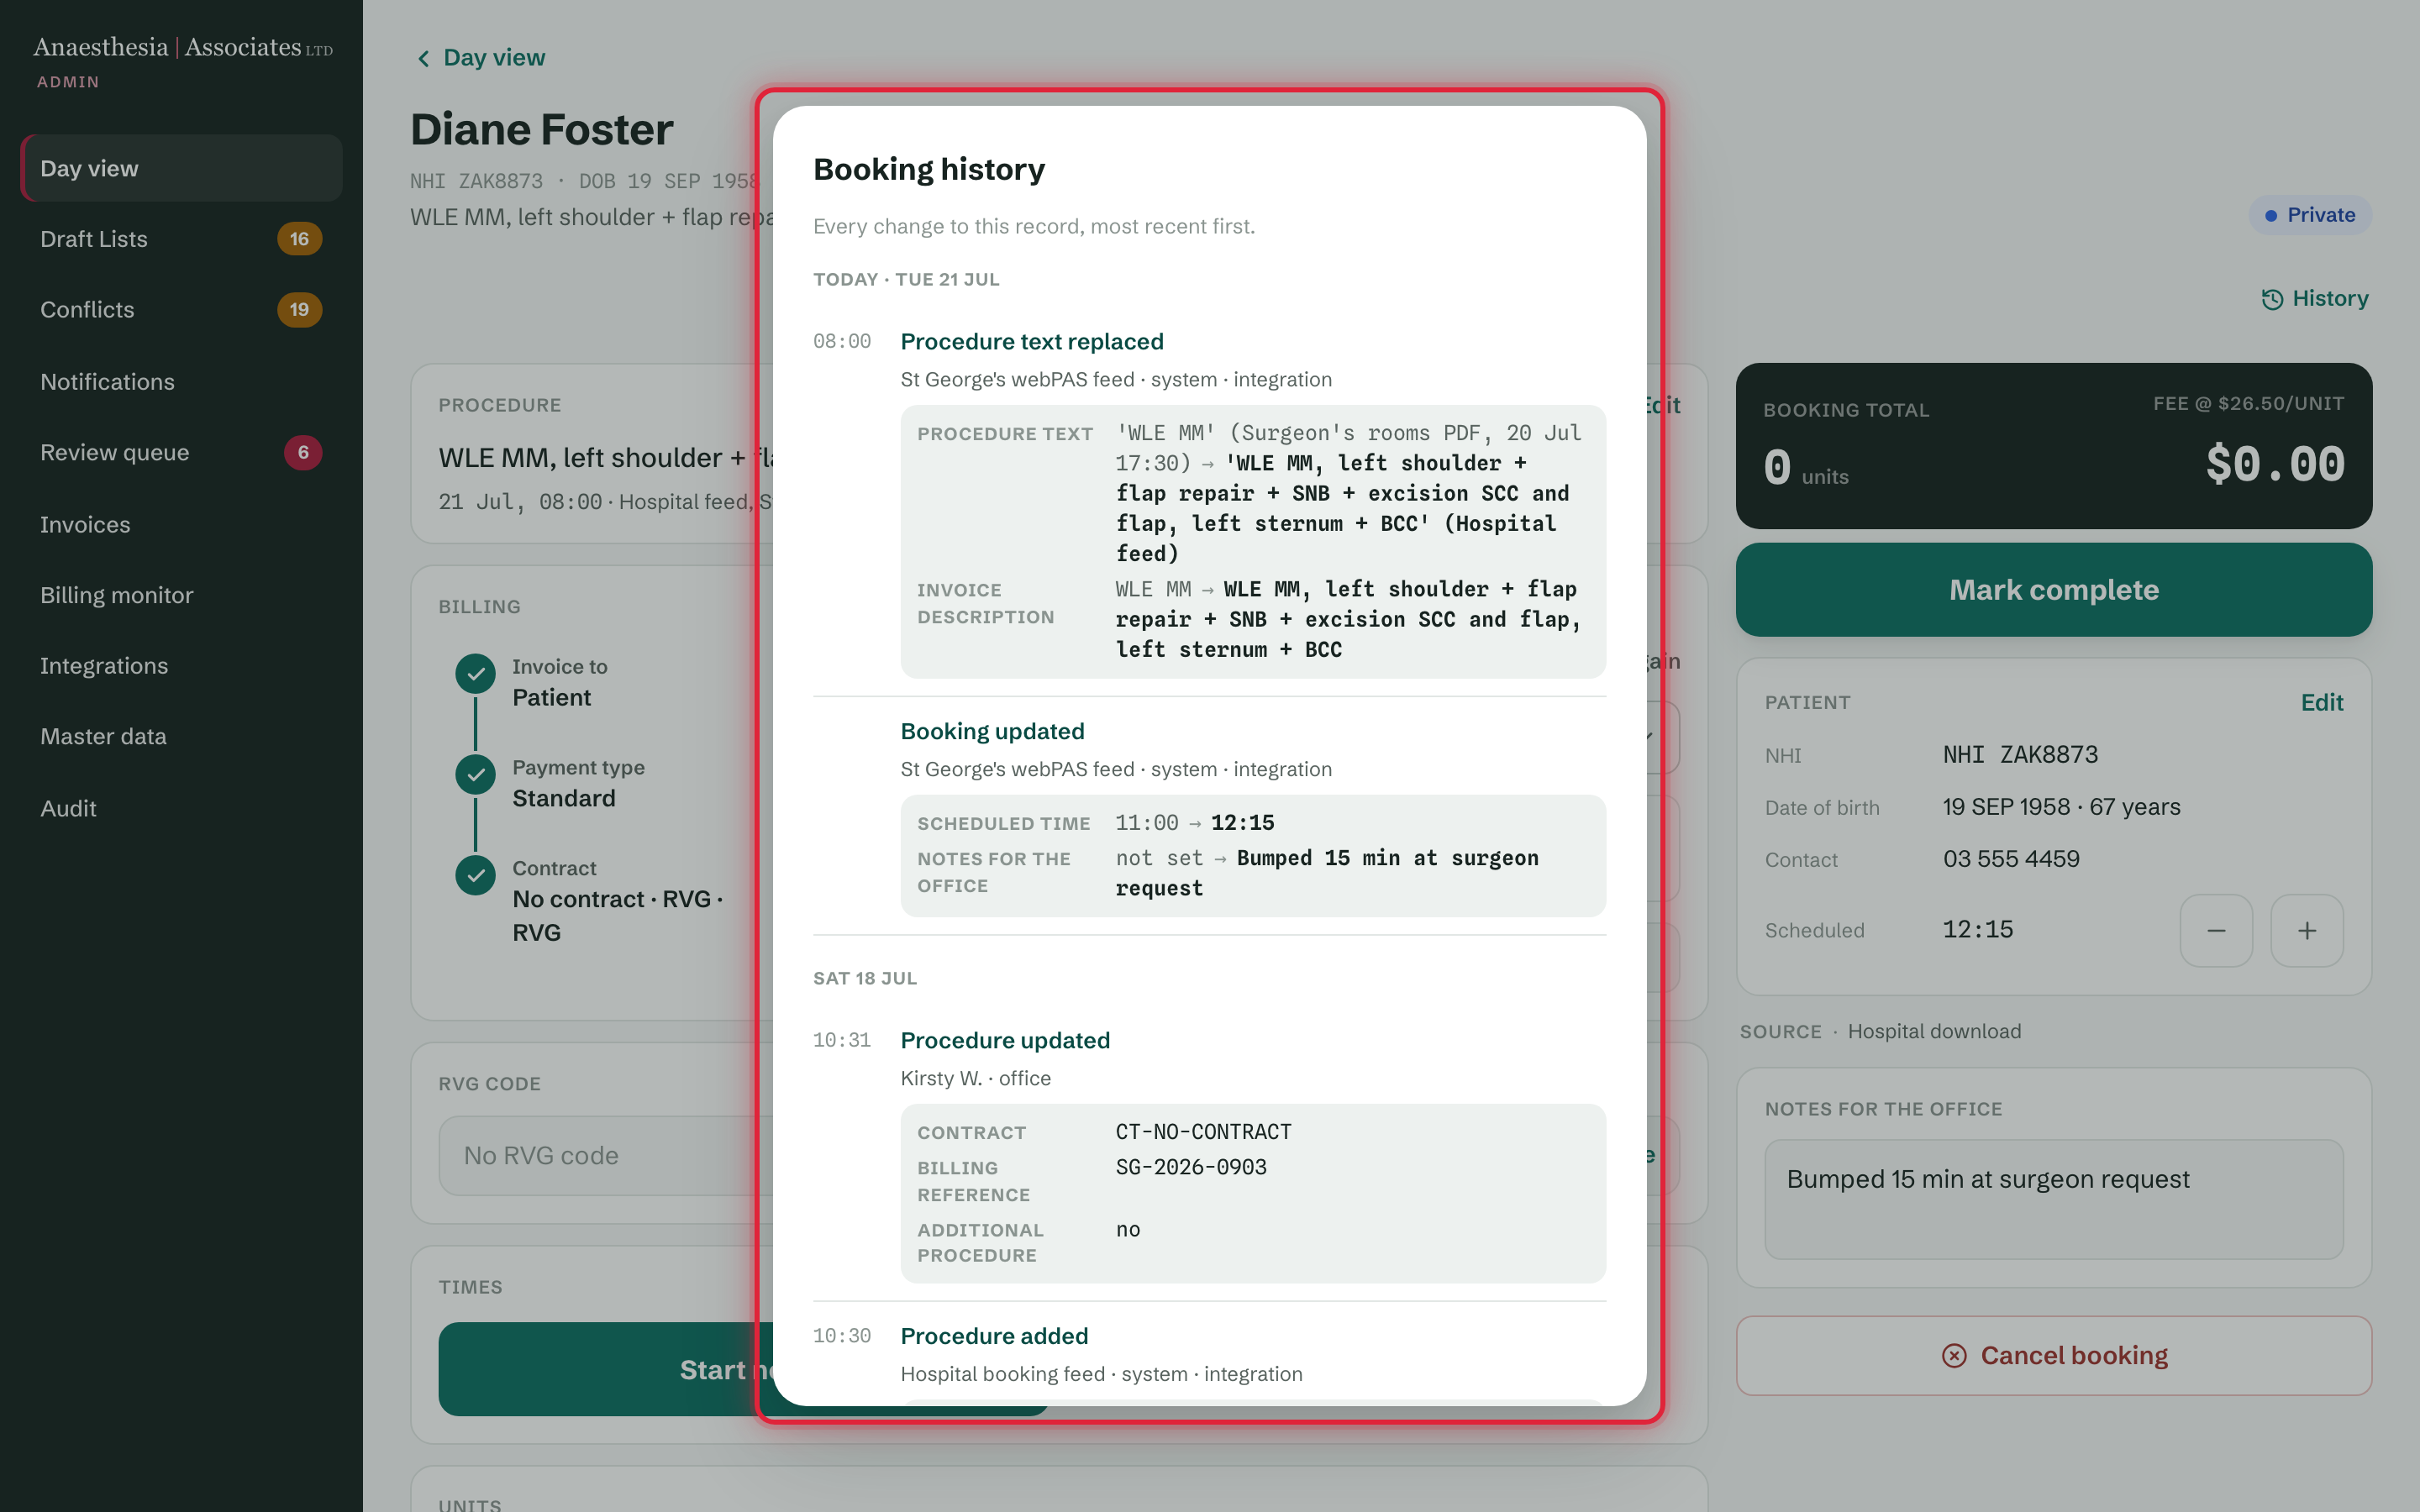 Anaesthesia | Associates LTD
ADMIN
Day view
Draft Lists 16
Conflicts 19
Notifications
Review queue 6
Invoices
Billing monitor
Integrations
Master data
Audit
Day view
Diane Foster
NHI ZAK8873 · DOB 19 SEP 1958
WLE MM, left shoulder + flap repa
Private
History
PROCEDURE
Edit
WLE MM, left shoulder + fla
21 Jul, 08:00 · Hospital feed, S
BILLING
Invoice to
Patient
Payment type
Standard
Contract
No contract · RVG ·
RVG
RVG CODE
No RVG code
TIMES
Start
UNITS
Booking history
Every change to this record, most recent first.
TODAY · TUE 21 JUL
08:00 Procedure text replaced
St George's webPAS feed · system · integration
PROCEDURE TEXT 'WLE MM' (Surgeon's rooms PDF, 20 Jul
17:30) → 'WLE MM, left shoulder +
flap repair + SNB + excision SCC and
flap, left sternum + BCC' (Hospital
feed)
INVOICE DESCRIPTION WLE MM → WLE MM, left shoulder + flap
repair + SNB + excision SCC and flap,
left sternum + BCC
Booking updated
St George's webPAS feed · system · integration
SCHEDULED TIME 11:00 → 12:15
NOTES FOR THE OFFICE not set → Bumped 15 min at surgeon
request
SAT 18 JUL
10:31 Procedure updated
Kirsty W. · office
CONTRACT CT-NO-CONTRACT
BILLING REFERENCE SG-2026-0903
ADDITIONAL PROCEDURE no
10:30 Procedure added
Hospital booking feed · system · integration
BOOKING TOTAL FEE @ $26.50/UNIT
0 units $0.00
Mark complete
PATIENT Edit
NHI NHI ZAK8873
Date of birth 19 SEP 1958 · 67 years
Contact 03 555 4459
Scheduled 12:15 − +
SOURCE · Hospital download
NOTES FOR THE OFFICE
Bumped 15 min at surgeon request
Cancel booking